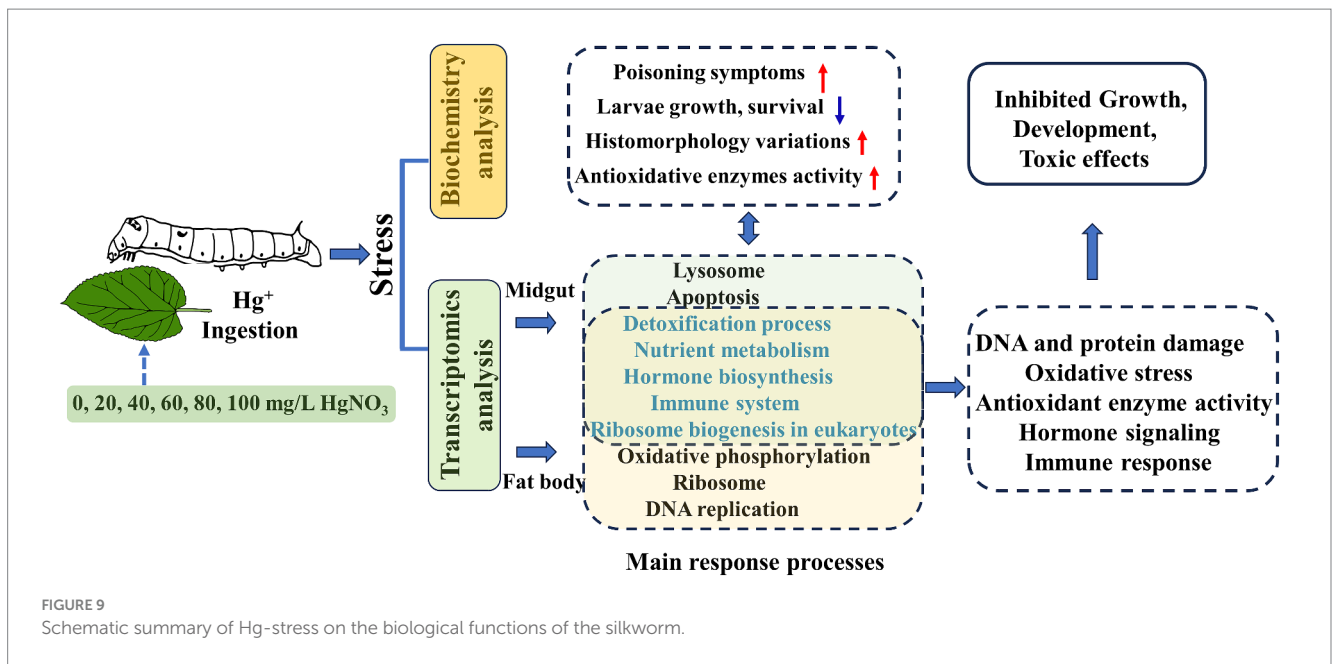 Hg⁺
Ingestion
0, 20, 40, 60, 80, 100 mg/L HgNO₃
Stress
Biochemistry
analysis
Transcriptomics
analysis
Midgut
Fat body
Poisoning symptoms
Larvae growth, survival
Histomorphology variations
Antioxidative enzymes activity
Lysosome
Apoptosis
Detoxification process
Nutrient metabolism
Hormone biosynthesis
Immune system
Ribosome biogenesis in eukaryotes
Oxidative phosphorylation
Ribosome
DNA replication
Main response processes
Inhibited Growth,
Development,
Toxic effects
DNA and protein damage
Oxidative stress
Antioxidant enzyme activity
Hormone signaling
Immune response
FIGURE 9
Schematic summary of Hg-stress on the biological functions of the silkworm.